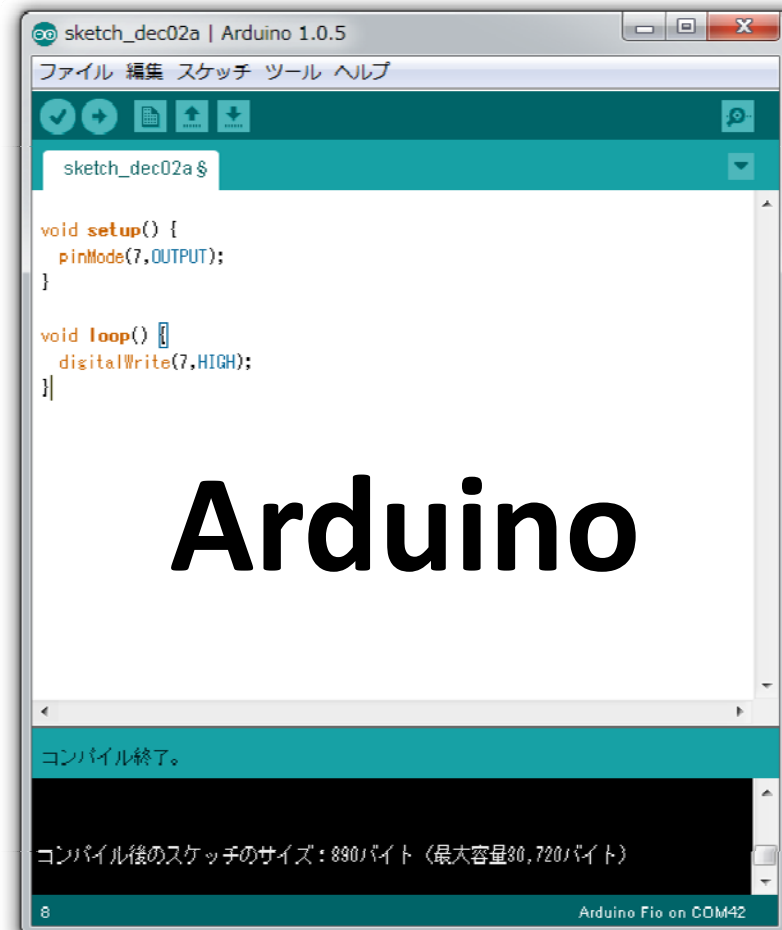 sketch_dec02a | Arduino 1.0.5
ファイル 編集 スケッチ ツール ヘルプ
sketch_dec02a §
void setup() {
  pinMode(7,OUTPUT);
}
void loop() {
  digitalWrite(7,HIGH);
}
Arduino
コンパイル終了。
コンパイル後のスケッチのサイズ：890バイト（最大容量30,720バイト）
8 Arduino Fio on COM42